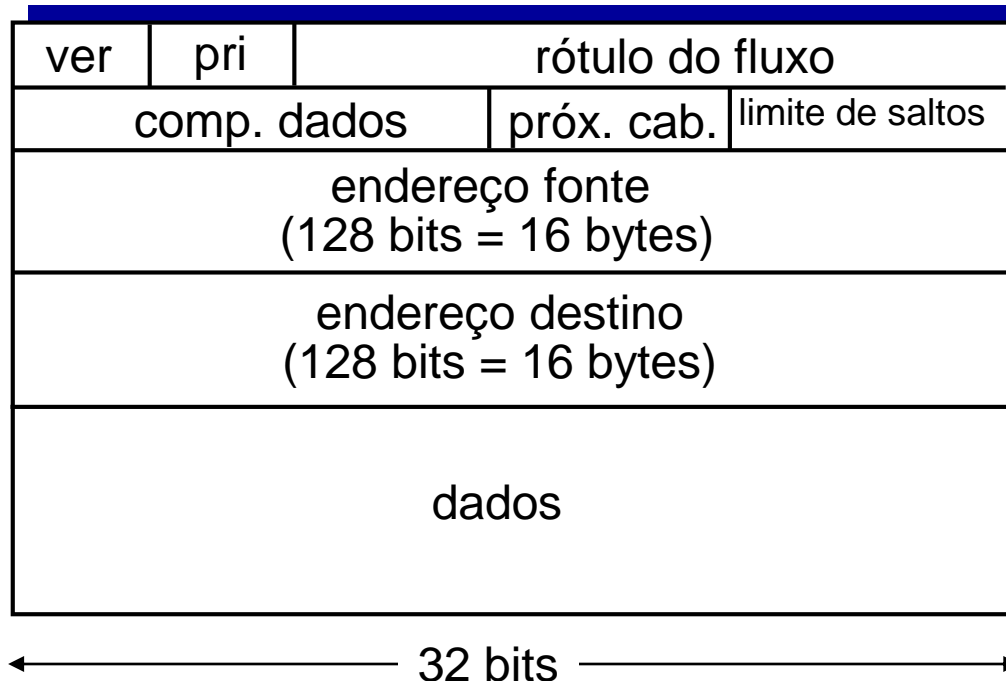 ver pri rótulo do fluxo
comp. dados próx. cab. limite de saltos
endereço fonte
(128 bits = 16 bytes)
endereço destino
(128 bits = 16 bytes)
dados
32 bits